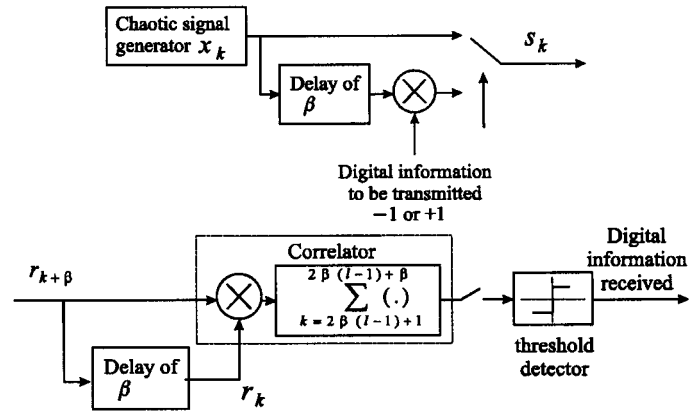 Chaotic signal
generator x k
s k
Delay of
β
Digital information
to be transmitted
−1 or +1
Correlator
Digital
information
received
r k + β
2 β (l−1) + β
Σ (.)
k = 2 β (l−1) + 1
threshold
detector
Delay of
β
r k